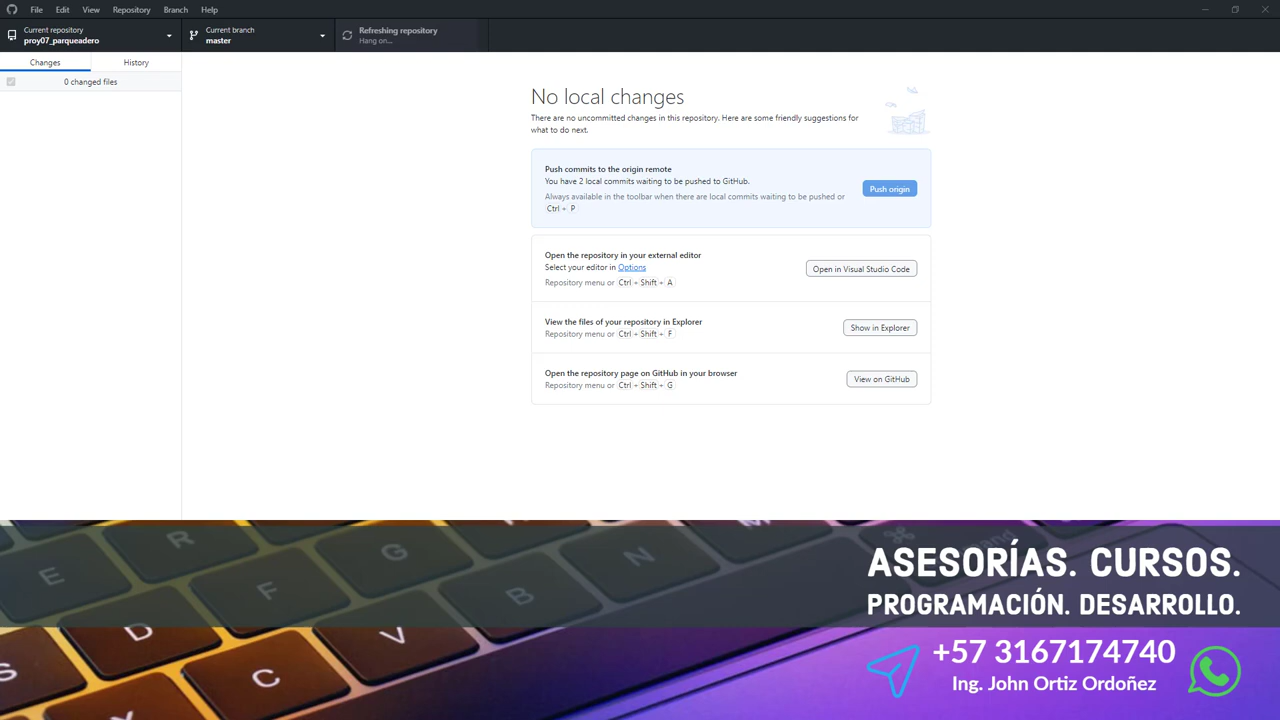 File Edit View Repository Branch Help
Current repository
proy07_parqueadero
Current branch
master
Refreshing repository
Hang on...
Changes
History
0 changed files
No local changes
There are no uncommitted changes in this repository. Here are some friendly suggestions for
what to do next.
Push commits to the origin remote
You have 2 local commits waiting to be pushed to GitHub.
Always available in the toolbar when there are local commits waiting to be pushed or
Ctrl + P
Push origin
Open the repository in your external editor
Select your editor in Options
Repository menu or Ctrl + Shift + A
Open in Visual Studio Code
View the files of your repository in Explorer
Repository menu or Ctrl + Shift + F
Show in Explorer
Open the repository page on GitHub in your browser
Repository menu or Ctrl + Shift + G
View on GitHub
E R F G D C V B N
S
ASESORÍAS. CURSOS.
PROGRAMACIÓN. DESARROLLO.
+57 3167174740
Ing. John Ortiz Ordoñez